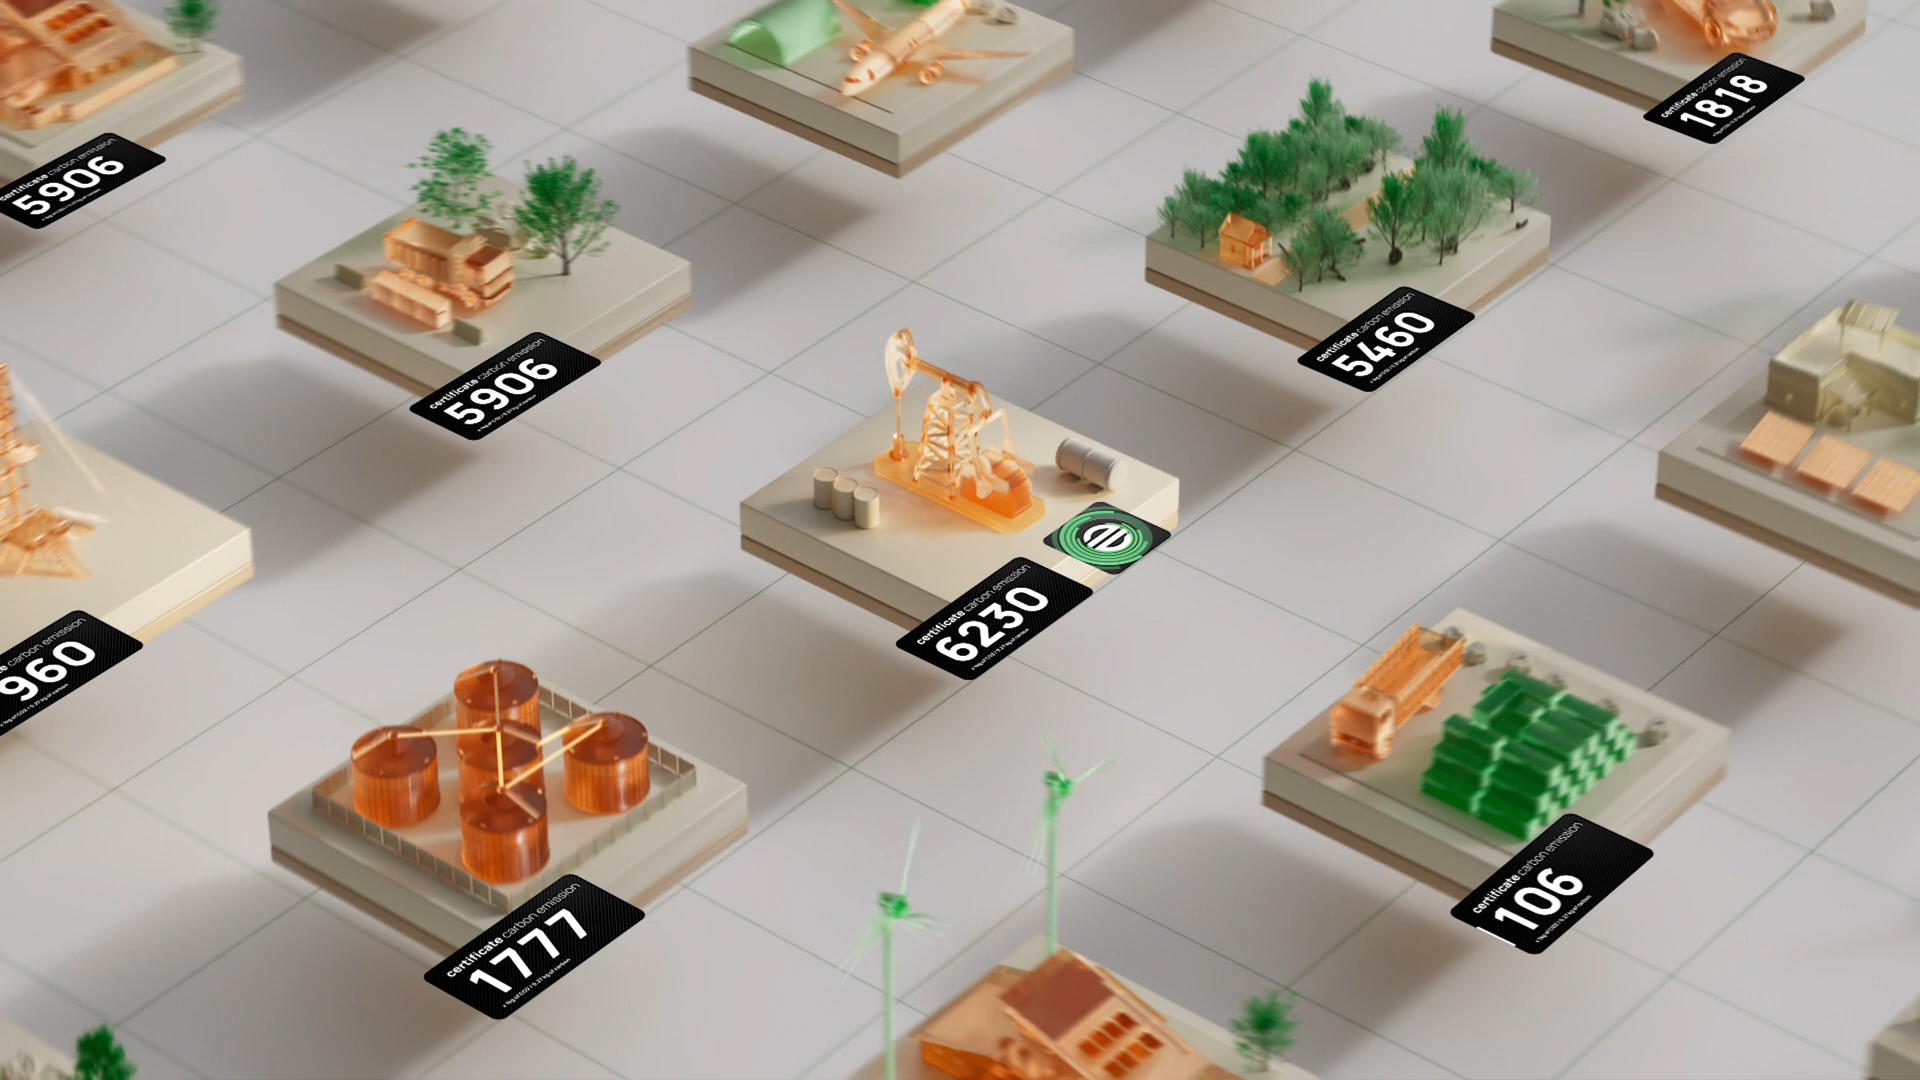 certificate carbon emission
1818
certificate carbon emission
5906
certificate carbon emission
5460
certificate carbon emission
5906
certificate carbon emission
6230
carbon emission
960
certificate carbon emission
106
certificate carbon emission
1777